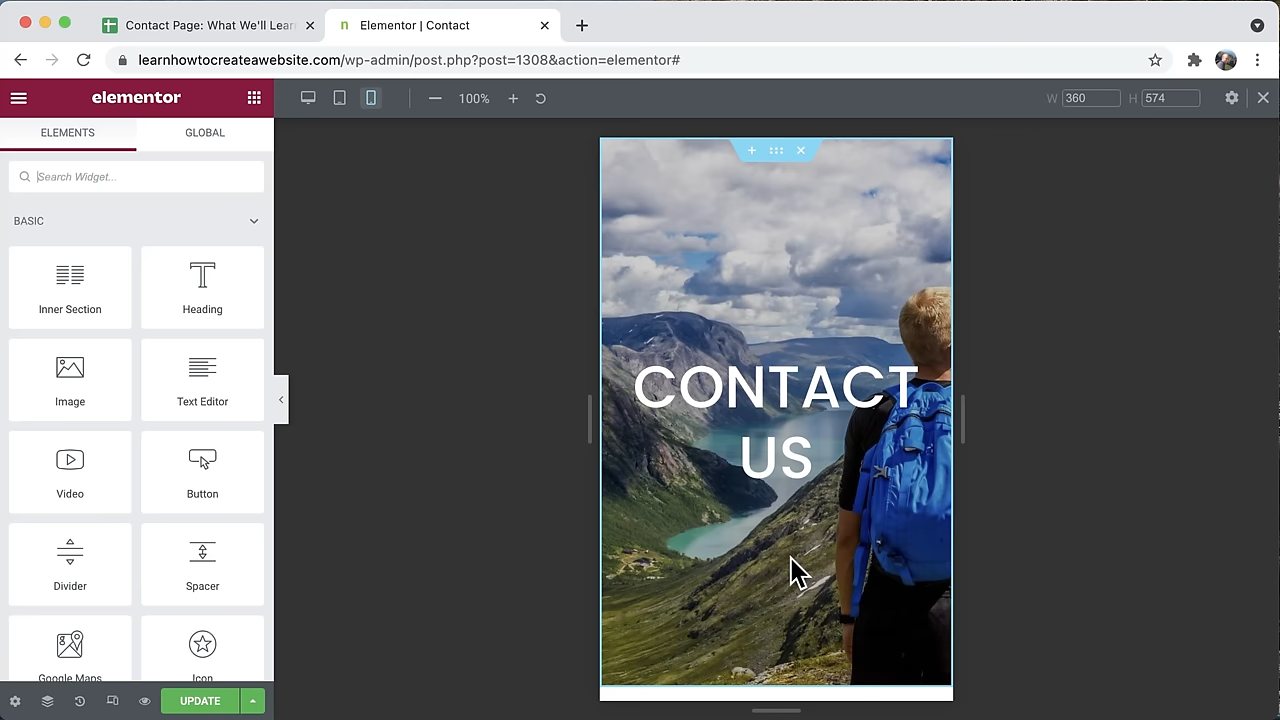 Contact Page: What We'll Lear
Elementor | Contact
learnhowtocreateawebsite.com/wp-admin/post.php?post=1308&action=elementor#
elementor
100%
W 360
H 574
ELEMENTS
GLOBAL
Search Widget...
BASIC
Inner Section
Heading
Image
Text Editor
Video
Button
Divider
Spacer
Google Maps
Icon
UPDATE
CONTACT
US